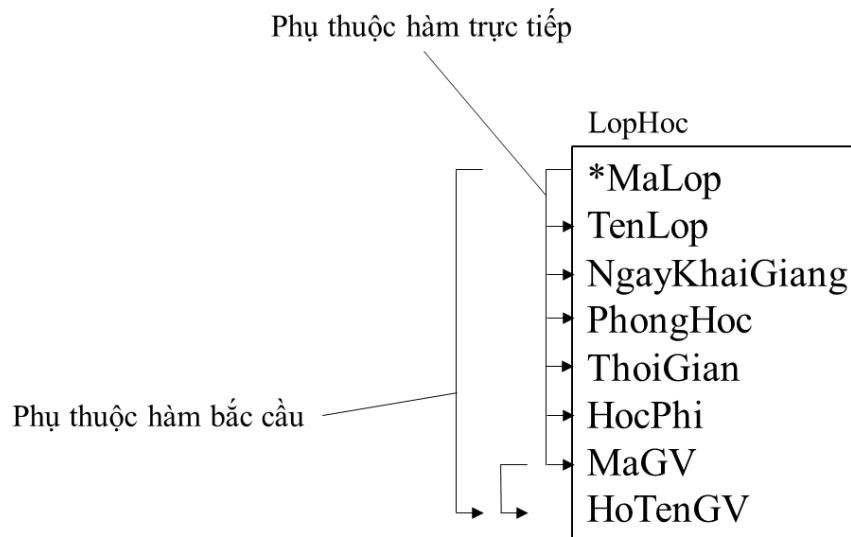 Phụ thuộc hàm trực tiếp
LopHoc
*MaLop
TenLop
NgayKhaiGiang
PhongHoc
ThoiGian
HocPhi
Phụ thuộc hàm bắc cầu
MaGV
HoTenGV